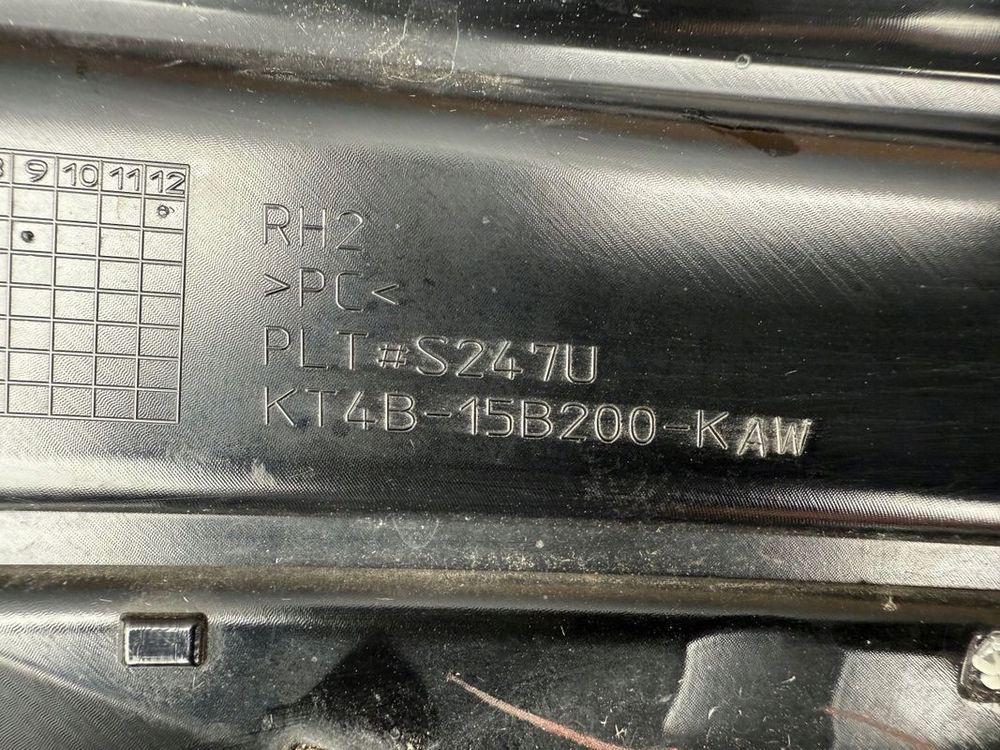 9 10 11 12
RH2
>PC<
PLT#S247U
KT4B-15B200-KAW